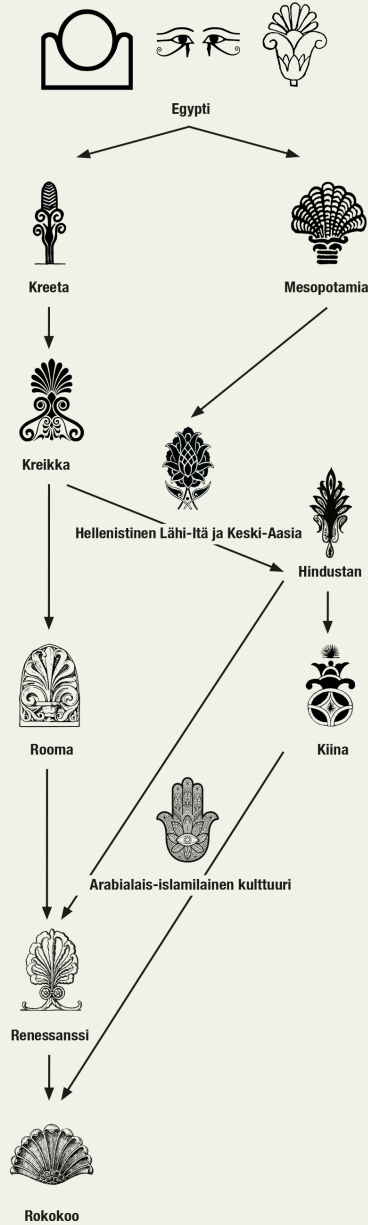 Egypti
Kreeta
Mesopotamia
Kreikka
Hellenistinen Lähi-Itä ja Keski-Aasia
Hindustan
Rooma
Kiina
Arabialais-islamilainen kulttuuri
Renessanssi
Rokokoo